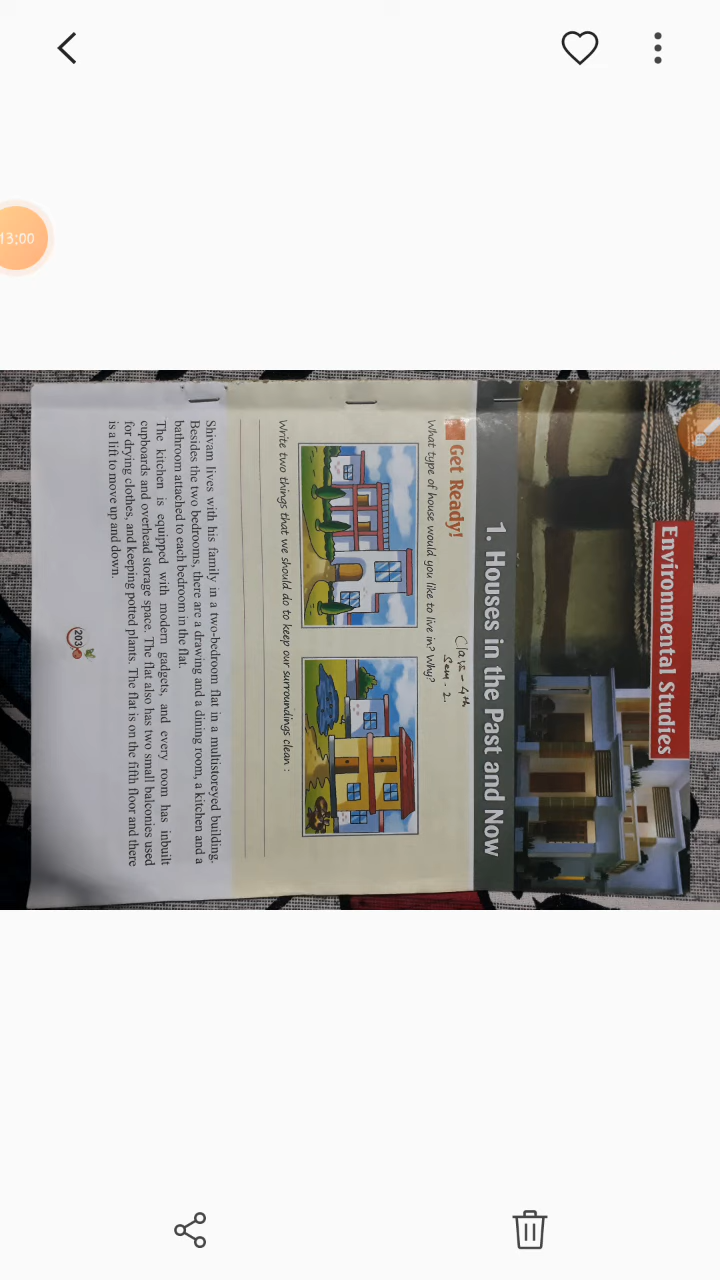 13:00
Environmental Studies
1. Houses in the Past and Now
Class - 4th
Sem - 2.
Get Ready!
What type of house would you like to live in? Why?
Write two things that we should do to keep our surroundings clean :
Shivam lives with his family in a two-bedroom flat in a multistoreyed building.
Besides the two bedrooms, there are a drawing and a dining room, a kitchen and a
bathroom attached to each bedroom in the flat.
The kitchen is equipped with modern gadgets, and every room has inbuilt
cupboards and overhead storage space. The flat also has two small balconies used
for drying clothes, and keeping potted plants. The flat is on the fifth floor and there
is a lift to move up and down.
203